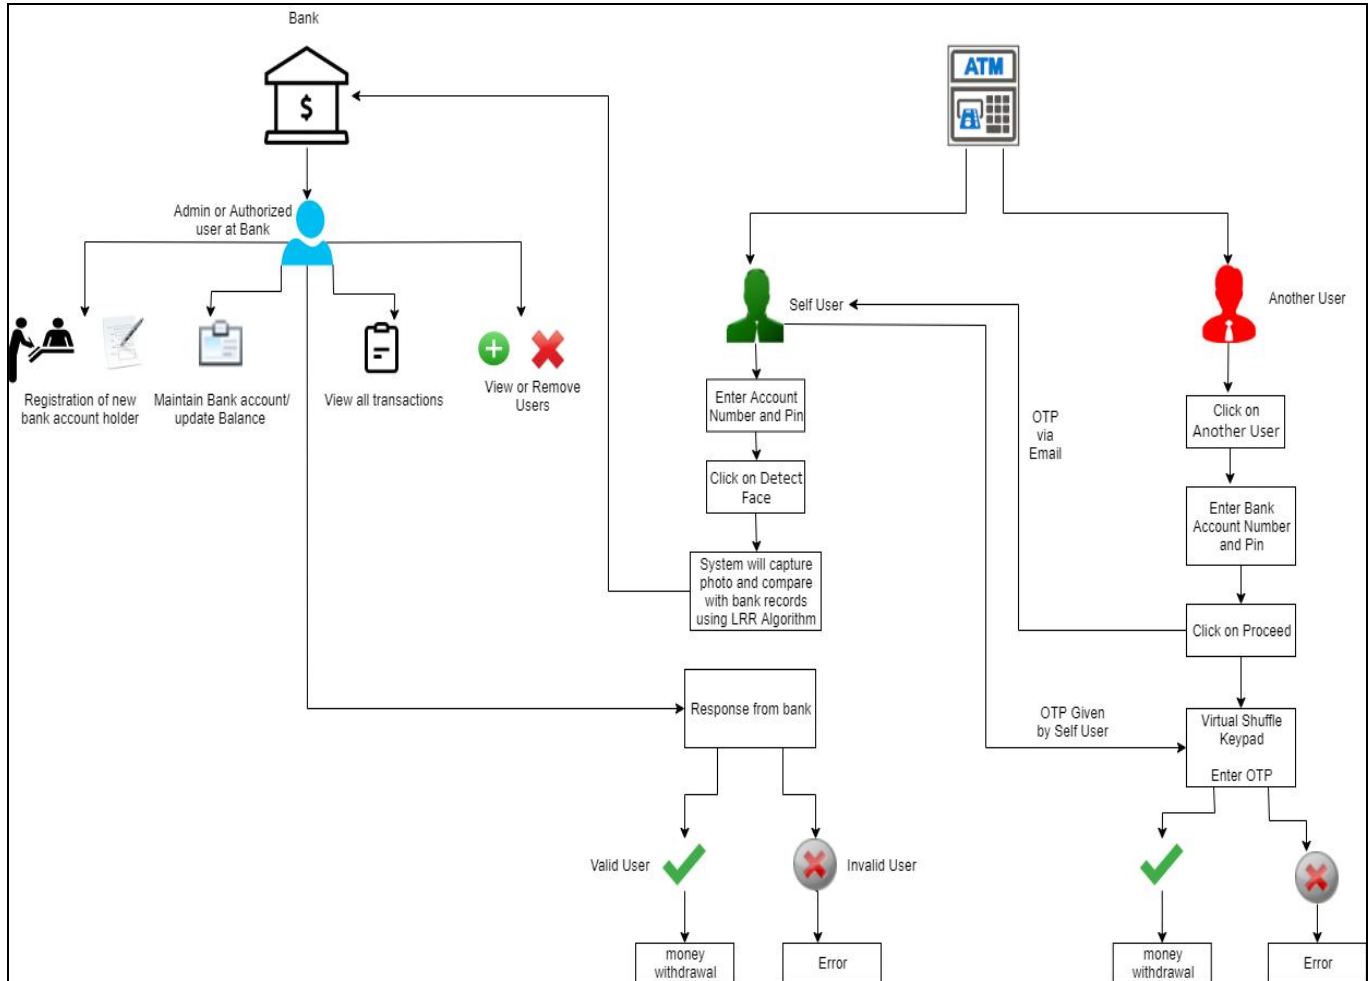 Bank
$
ATM
Admin or Authorized
user at Bank
Registration of new
bank account holder
Maintain Bank account/
update Balance
View all transactions
View or Remove
Users
Self User
Another User
Enter Account
Number and Pin
Click on Detect
Face
System will capture
photo and compare
with bank records
using LRR Algorithm
OTP
via
Email
Click on
Another User
Enter Bank
Account Number
and Pin
Click on Proceed
Response from bank
OTP Given
by Self User
Virtual Shuffle
Keypad
Enter OTP
Valid User
Invalid User
money
withdrawal
Error
money
withdrawal
Error